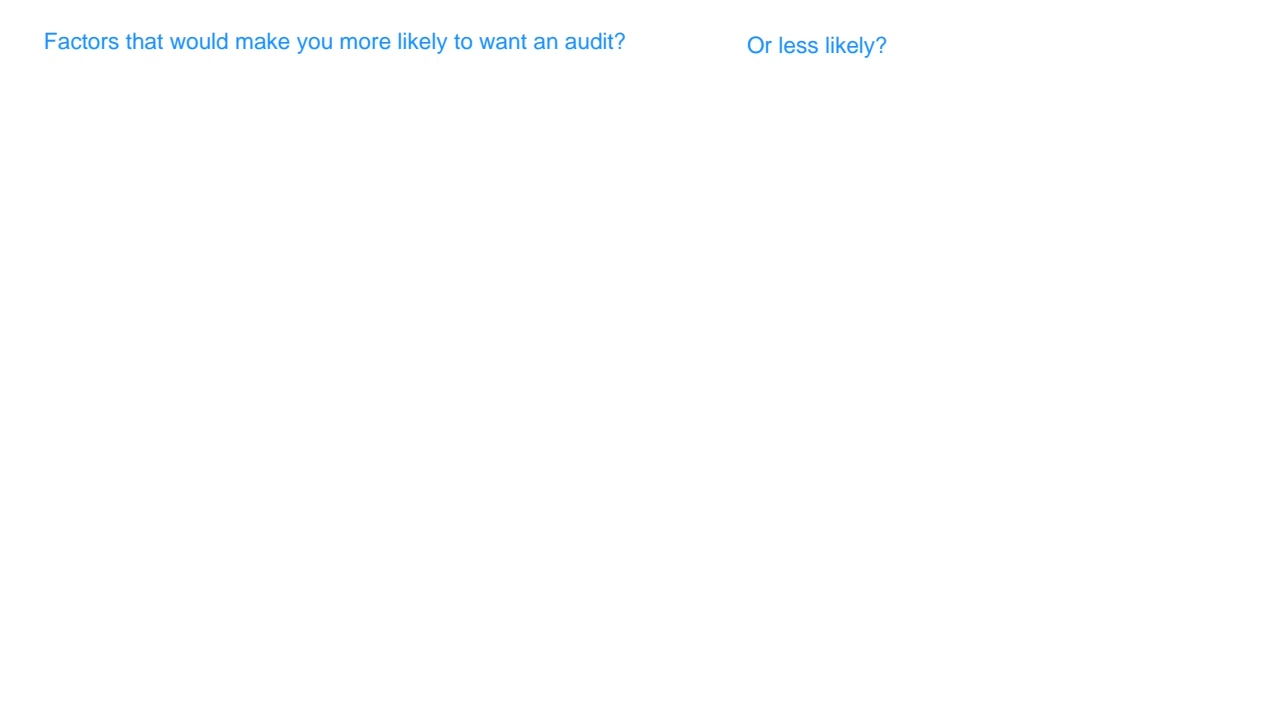 Factors that would make you more likely to want an audit?
Or less likely?